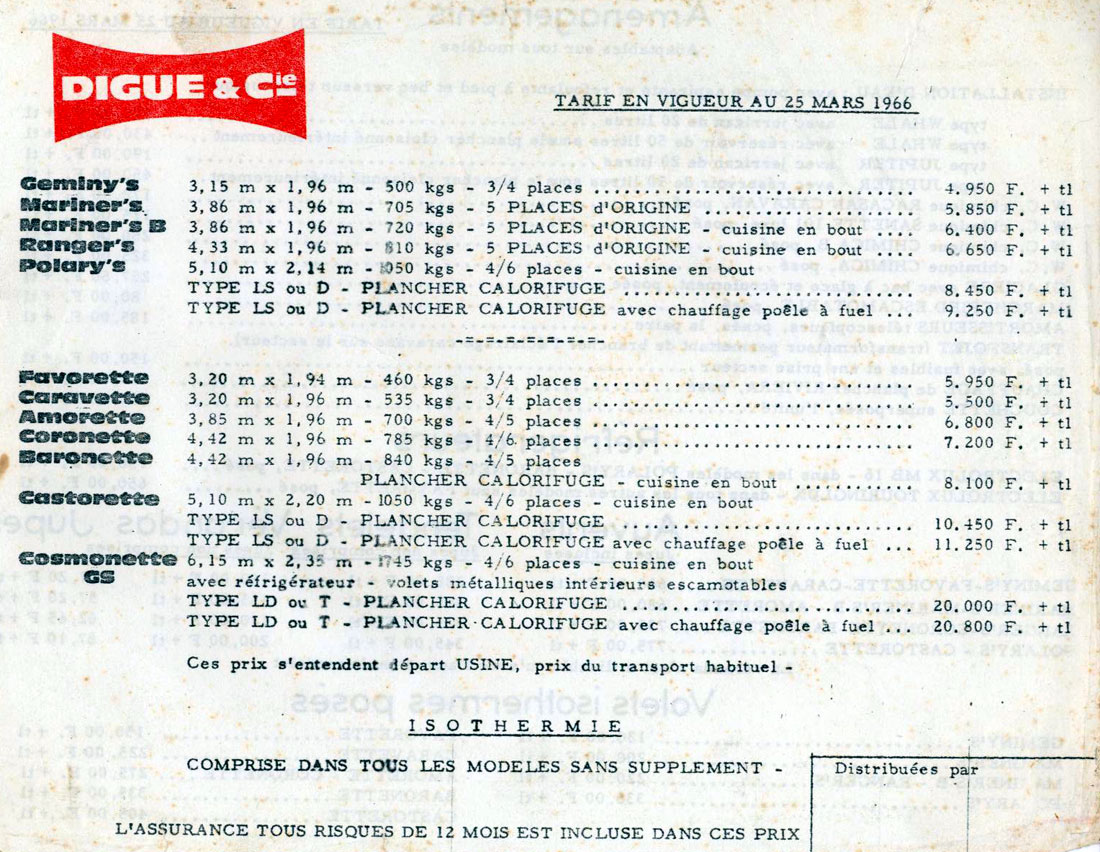 DIGUE & Cie
TARIF EN VIGUEUR AU 25 MARS 1966
Geminy's 3,15 m x 1,96 m - 500 kgs - 3/4 places - ........................ 4.950 F. + tl
Mariner's 3,86 m x 1,96 m - 705 kgs - 5 PLACES d'ORIGINE ............... 5.850 F. + tl
Mariner's B 3,86 m x 1,96 m - 720 kgs - 5 PLACES d'ORIGINE - cuisine en bout ... 6.400 F. + tl
Ranger's 4,33 m x 1,96 m - 810 kgs - 5 PLACES d'ORIGINE - cuisine en bout ... 6.650 F. + tl
Polary's 5,10 m x 2,14 m - 1050 kgs - 4/6 places - cuisine en bout
TYPE LS ou D - PLANCHER CALORIFUGE ..................... 8.450 F. + tl
TYPE LS ou D - PLANCHER CALORIFUGE avec chauffage poêle à fuel ... 9.250 F. + tl
-=-=-=-=-=-=-=-
Favorette 3,20 m x 1,94 m - 460 kgs - 3/4 places ........................ 5.950 F. + tl
Caravette 3,20 m x 1,96 m - 535 kgs - 3/4 places ........................ 5.500 F. + tl
Amorette 3,85 m x 1,96 m - 700 kgs - 4/5 places ........................ 6.800 F. + tl
Coronette 4,42 m x 1,96 m - 785 kgs - 4/6 places ........................ 7.200 F. + tl
Baronette 4,42 m x 1,96 m - 840 kgs - 4/5 places
PLANCHER CALORIFUGE - cuisine en bout .......... 8.100 F. + tl
Castorette 5,10 m x 2,20 m - 1050 kgs - 4/6 places - cuisine en bout
TYPE LS ou D - PLANCHER CALORIFUGE ...................... 10.450 F. + tl
TYPE LS ou D - PLANCHER CALORIFUGE avec chauffage poêle à fuel ... 11.250 F. + tl
Cosmonette GS 6,15 m x 2,35 m - 1745 kgs - 4/6 places - cuisine en bout
avec réfrigérateur - volets métalliques intérieurs escamotables
TYPE LD ou T - PLANCHER CALORIFUGE ...................... 20.000 F. + tl
TYPE LD ou T - PLANCHER CALORIFUGE avec chauffage poêle à fuel ... 20.800 F. + tl
Ces prix s'entendent départ USINE, prix du transport habituel -
ISOTHERMIE
COMPRISE DANS TOUS LES MODELES SANS SUPPLEMENT -
Distribuées par
L'ASSURANCE TOUS RISQUES DE 12 MOIS EST INCLUSE DANS CES PRIX